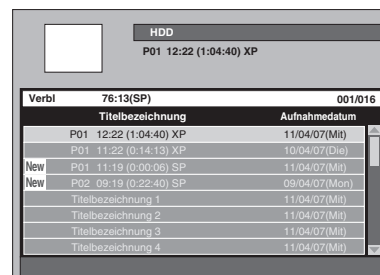 HDD
P01 12:22 (1:04:40) XP
Verbl 76:13(SP) 001/016
Titelbezeichnung Aufnahmedatum
P01 12:22 (1:04:40) XP 11/04/07(Mit)
P01 11:22 (0:14:13) XP 10/04/07(Die)
New P01 11:19 (0:00:06) SP 11/04/07(Mit)
New P02 09:19 (0:22:40) SP 09/04/07(Mon)
Titelbezeichnung 1 11/04/07(Mit)
Titelbezeichnung 2 11/04/07(Mit)
Titelbezeichnung 3 11/04/07(Mit)
Titelbezeichnung 4 11/04/07(Mit)